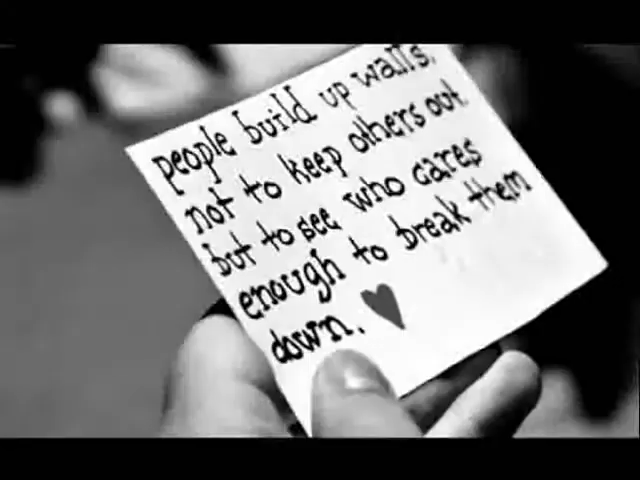 people build up walls,
not to keep others out
but to see who cares
enough to break them
down.